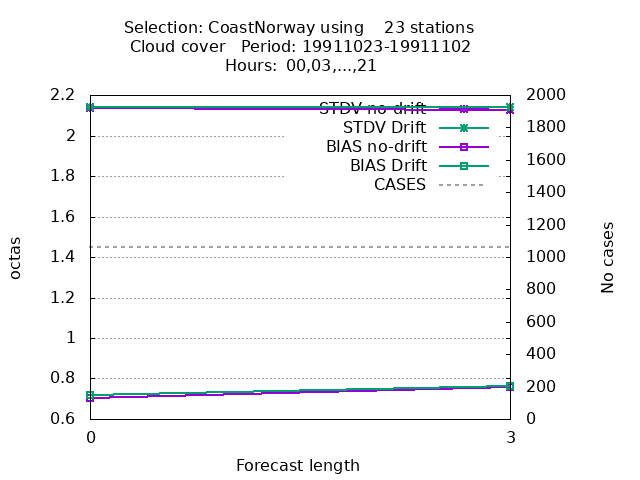 Selection: CoastNorway using 23 stations
Cloud cover Period: 19911023-19911102
Hours: 00,03,...,21
2.2
2
1.8
1.6
1.4
1.2
1
0.8
0.6
2000
1800
1600
1400
1200
1000
800
600
400
200
0
STDV no-drift
STDV Drift
BIAS no-drift
BIAS Drift
CASES
octas
No cases
0
3
Forecast length